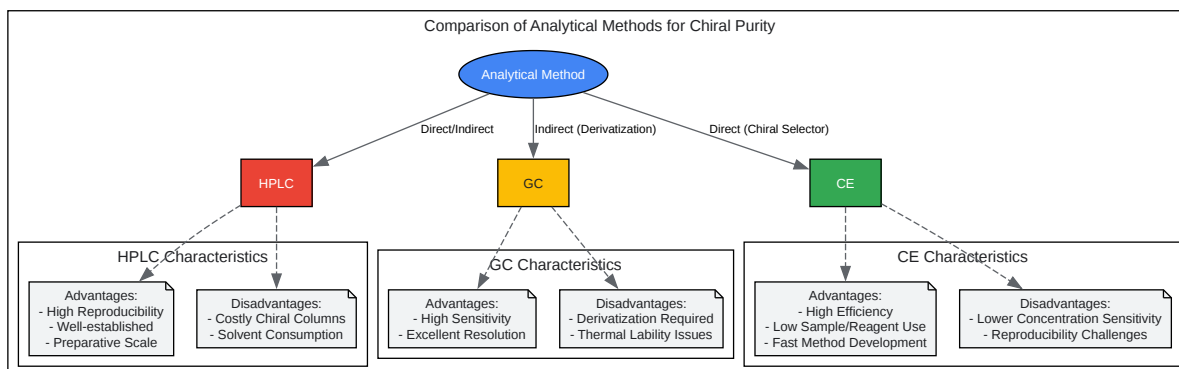 Comparison of Analytical Methods for Chiral Purity
Analytical Method
Direct/Indirect
Indirect (Derivatization)
Direct (Chiral Selector)
HPLC
GC
CE
HPLC Characteristics
Advantages:
- High Reproducibility
- Well-established
- Preparative Scale
Disadvantages:
- Costly Chiral Columns
- Solvent Consumption
GC Characteristics
Advantages:
- High Sensitivity
- Excellent Resolution
Disadvantages:
- Derivatization Required
- Thermal Lability Issues
CE Characteristics
Advantages:
- High Efficiency
- Low Sample/Reagent Use
- Fast Method Development
Disadvantages:
- Lower Concentration Sensitivity
- Reproducibility Challenges